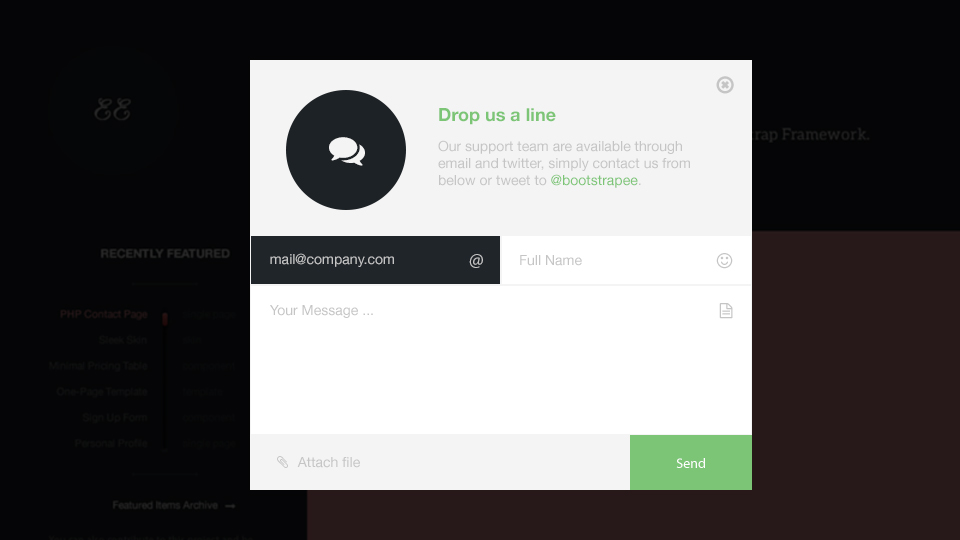 EE
rap Framework.
Drop us a line
Our support team are available through
email and twitter, simply contact us from
below or tweet to @bootstrapee.
mail@company.com @
Full Name
Your Message ...
Attach file
Send
RECENTLY FEATURED
PHP Contact Page
Minimal Pricing Table
One-Page Template
Sign Up Form
Personal Profile
Featured Items Archive